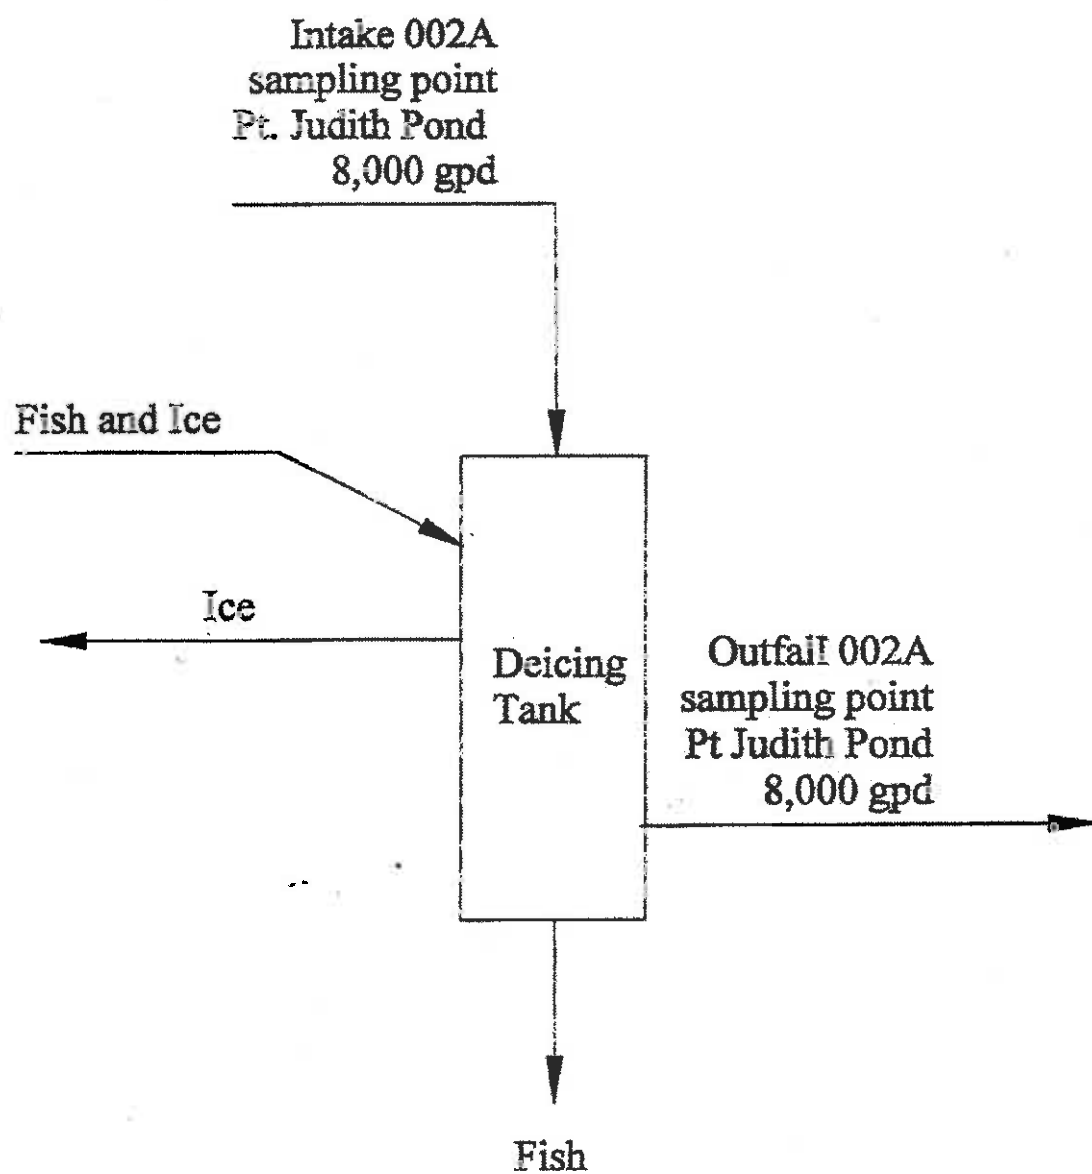 Intake 002A
sampling point
Pt. Judith Pond
8,000 gpd
Fish and Ice
Ice
Deicing
Tank
Outfall 002A
sampling point
Pt Judith Pond
8,000 gpd
Fish